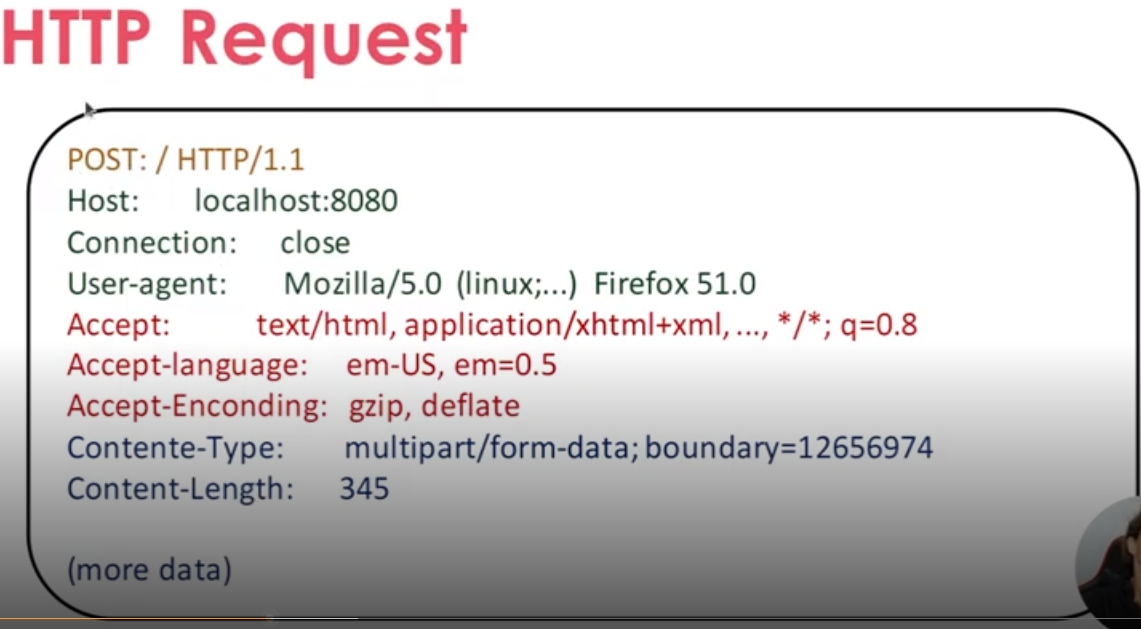 HTTP Request
POST: / HTTP/1.1
Host: localhost:8080
Connection: close
User-agent: Mozilla/5.0 (linux;...) Firefox 51.0
Accept: text/html, application/xhtml+xml, ..., */*; q=0.8
Accept-language: em-US, em=0.5
Accept-Enconding: gzip, deflate
Contente-Type: multipart/form-data; boundary=12656974
Content-Length: 345
(more data)